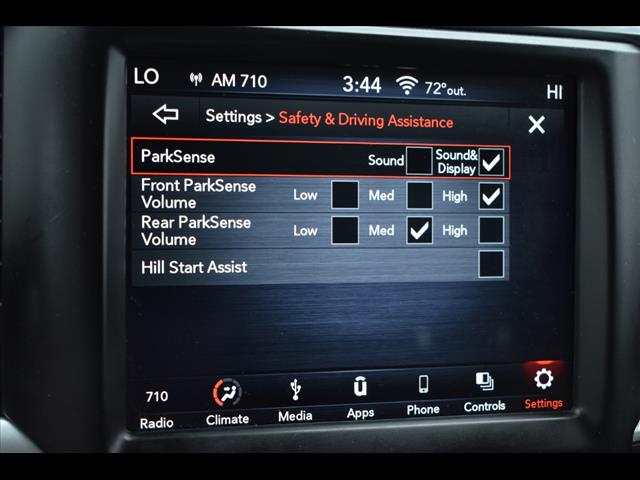 LO AM 710 3:44 72°out. HI
Settings > Safety & Driving Assistance
ParkSense Sound Sound& Display
Front ParkSense Volume Low Med High
Rear ParkSense Volume Low Med High
Hill Start Assist
710
Radio Climate Media Apps Phone Controls Settings